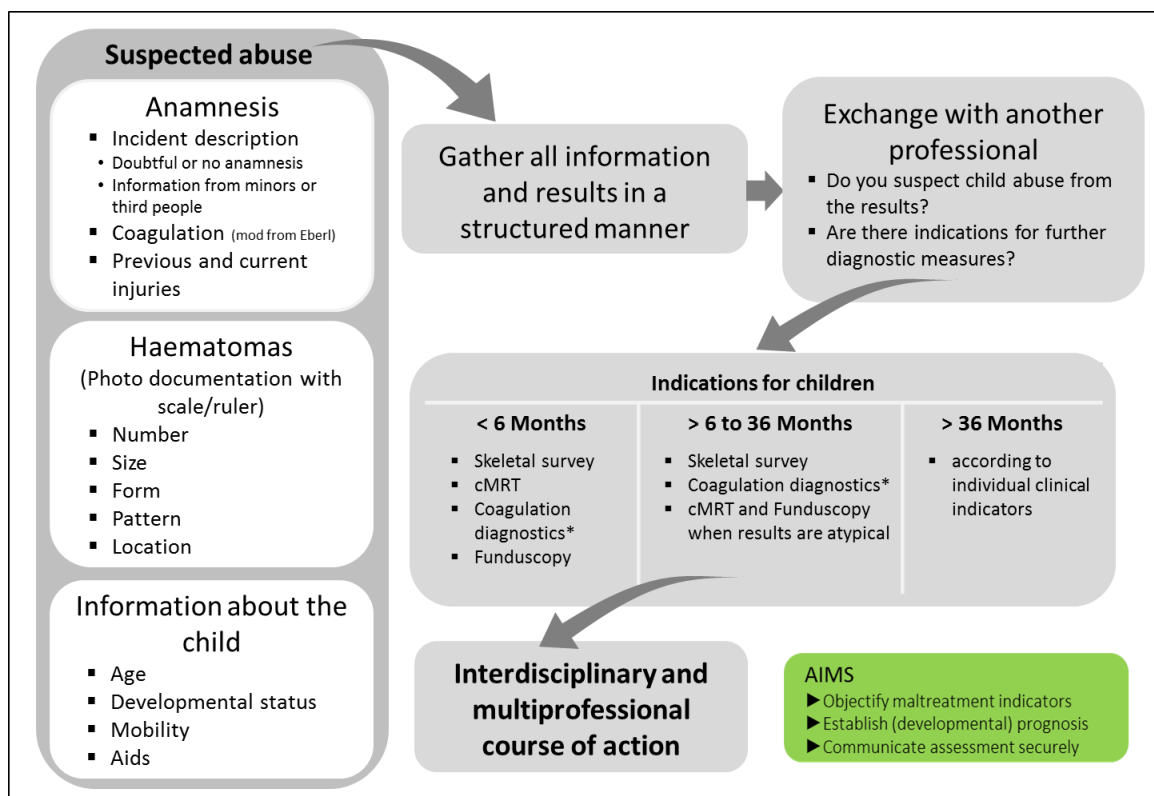 Suspected abuse
Anamnesis
▪ Incident description
• Doubtful or no anamnesis
• Information from minors or
third people
▪ Coagulation (mod from Eberl)
▪ Previous and current
injuries
Haematomas
(Photo documentation with
scale/ruler)
▪ Number
▪ Size
▪ Form
▪ Pattern
▪ Location
Information about the
child
▪ Age
▪ Developmental status
▪ Mobility
▪ Aids
Gather all information
and results in a
structured manner
Exchange with another
professional
▪ Do you suspect child abuse from
the results?
▪ Are there indications for further
diagnostic measures?
Indications for children
< 6 Months
▪ Skeletal survey
▪ cMRT
▪ Coagulation
diagnostics*
▪ Funduscopy
> 6 to 36 Months
▪ Skeletal survey
▪ Coagulation diagnostics*
▪ cMRT and Funduscopy
when results are atypical
> 36 Months
▪ according to
individual clinical
indicators
Interdisciplinary and
multiprofessional
course of action
AIMS
▶ Objectify maltreatment indicators
▶ Establish (developmental) prognosis
▶ Communicate assessment securely